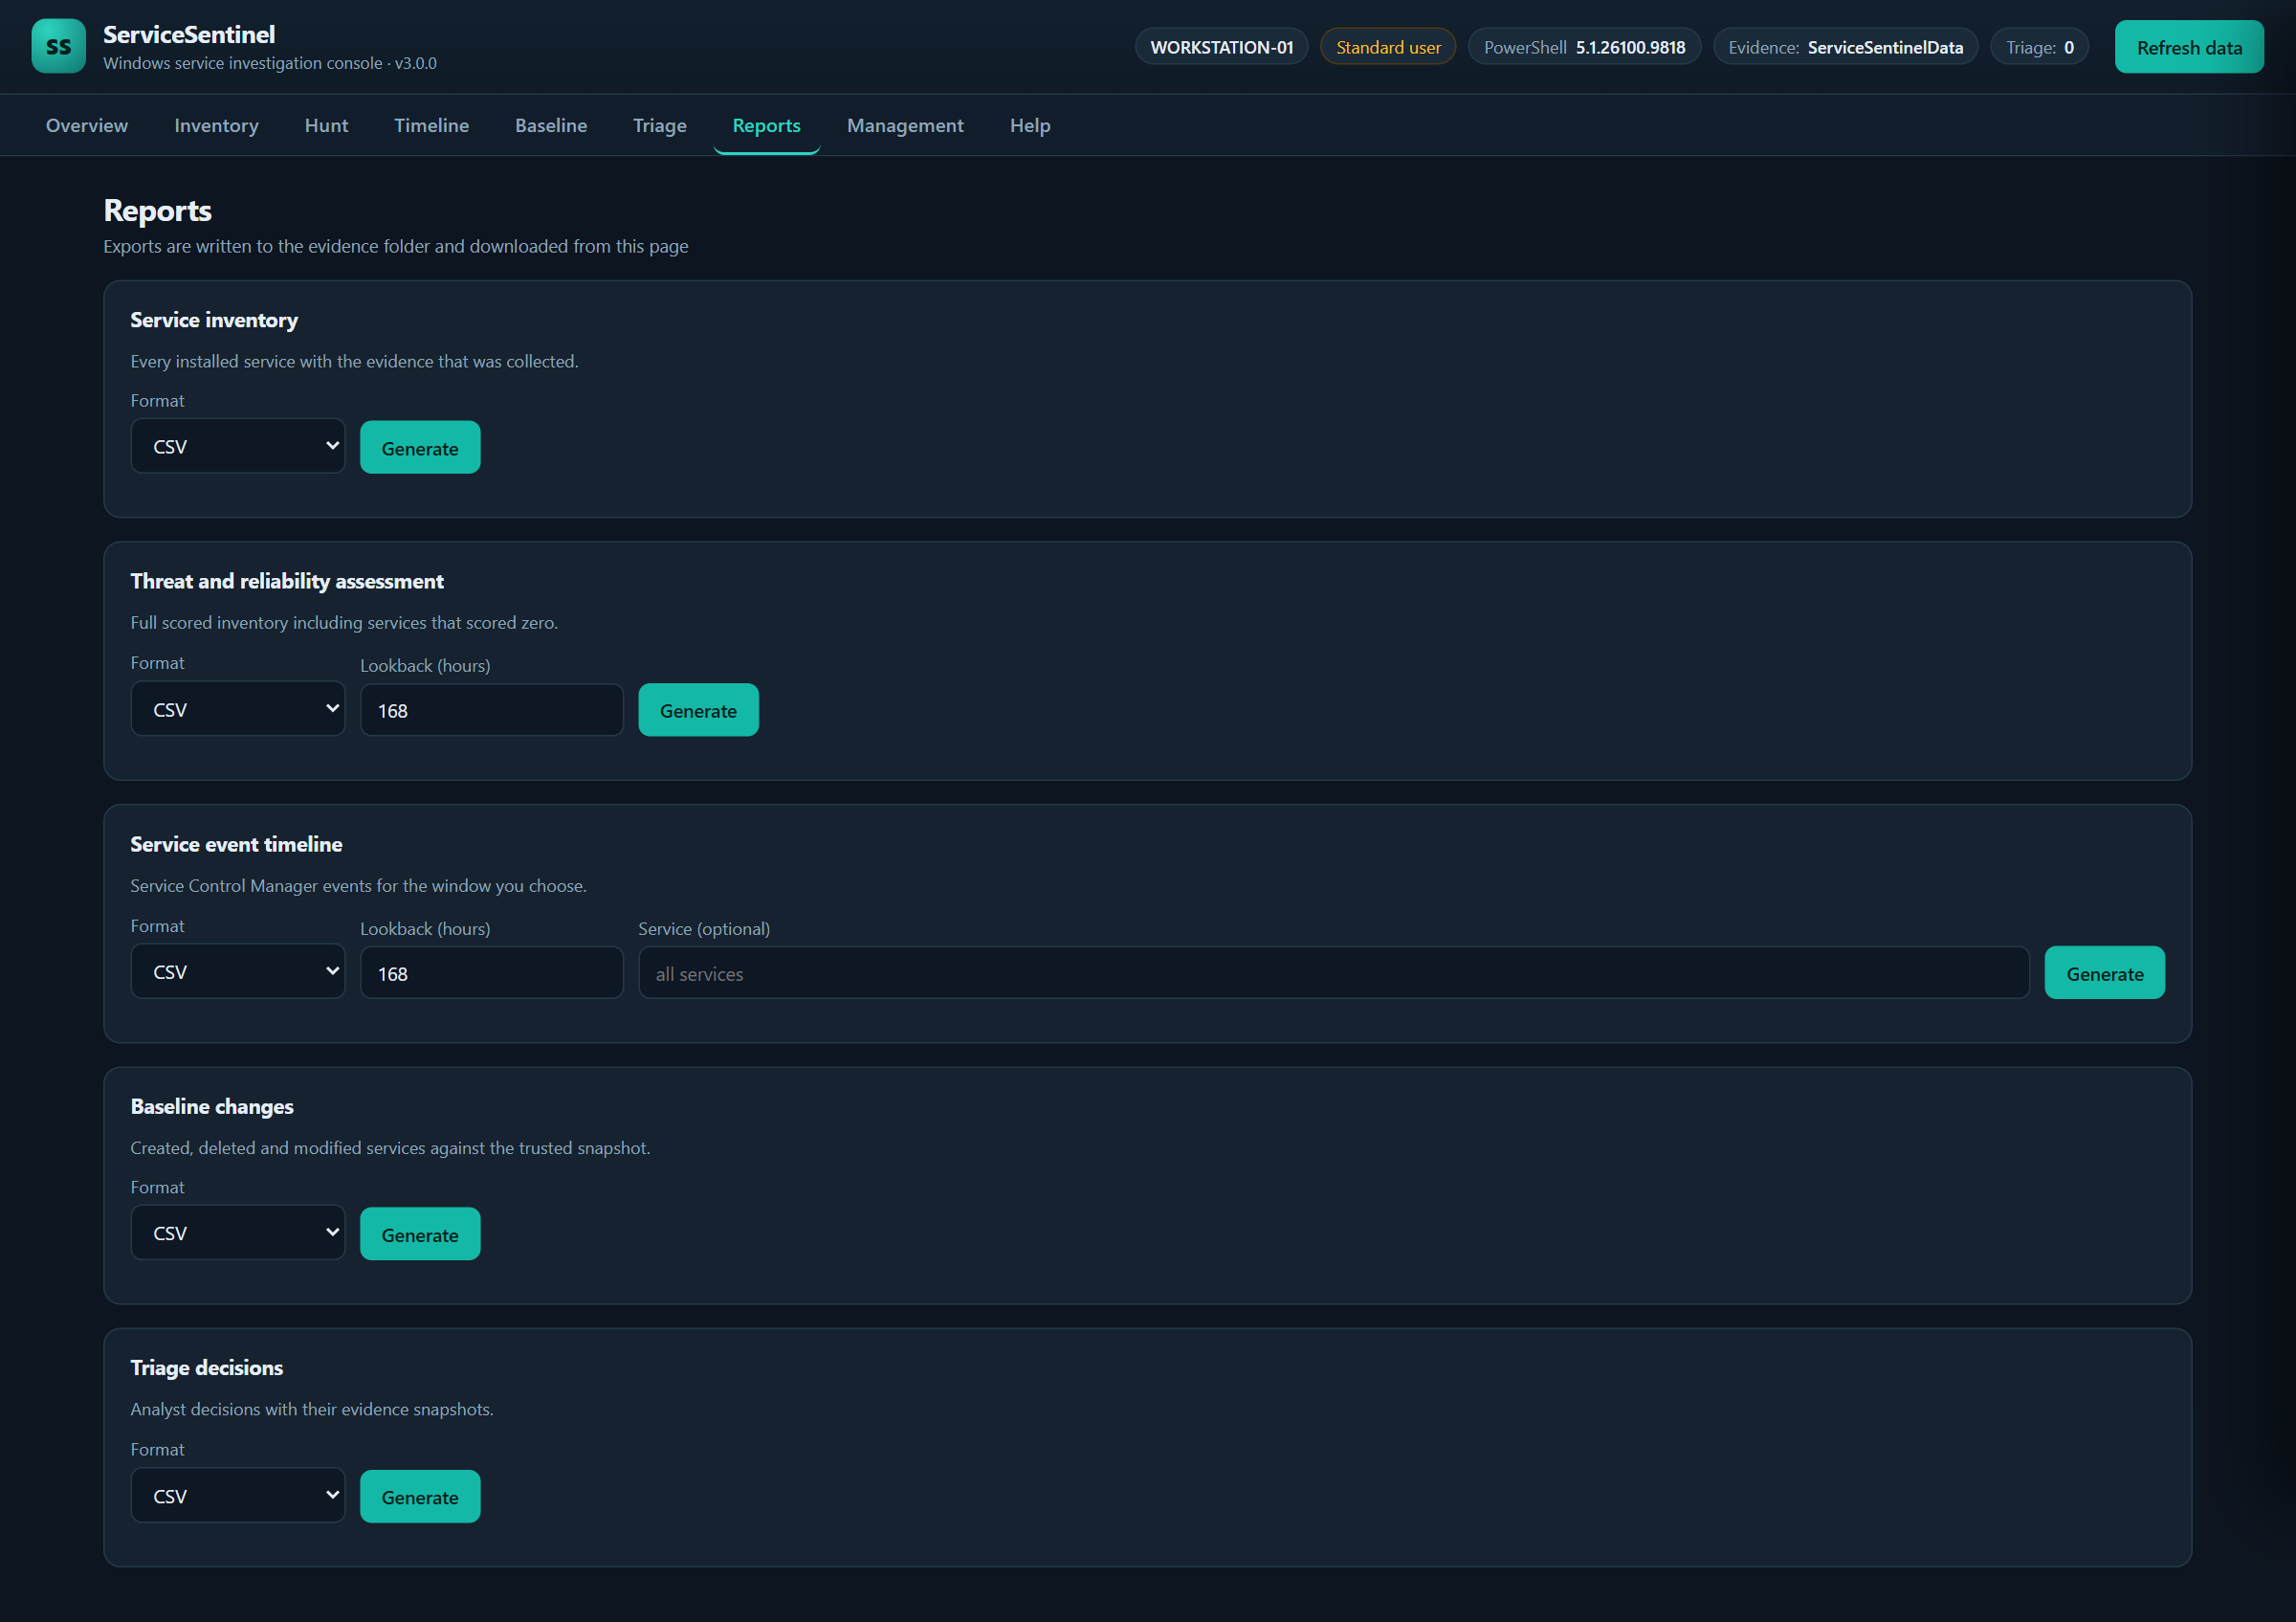 SS
ServiceSentinel
Windows service investigation console · v3.0.0
WORKSTATION-01
Standard user
PowerShell 5.1.26100.9818
Evidence: ServiceSentinelData
Triage: 0
Refresh data
Overview
Inventory
Hunt
Timeline
Baseline
Triage
Reports
Management
Help
Reports
Exports are written to the evidence folder and downloaded from this page
Service inventory
Every installed service with the evidence that was collected.
Format
CSV
Generate
Threat and reliability assessment
Full scored inventory including services that scored zero.
Format
Lookback (hours)
CSV
168
Generate
Service event timeline
Service Control Manager events for the window you choose.
Format
Lookback (hours)
Service (optional)
CSV
168
all services
Generate
Baseline changes
Created, deleted and modified services against the trusted snapshot.
Format
CSV
Generate
Triage decisions
Analyst decisions with their evidence snapshots.
Format
CSV
Generate